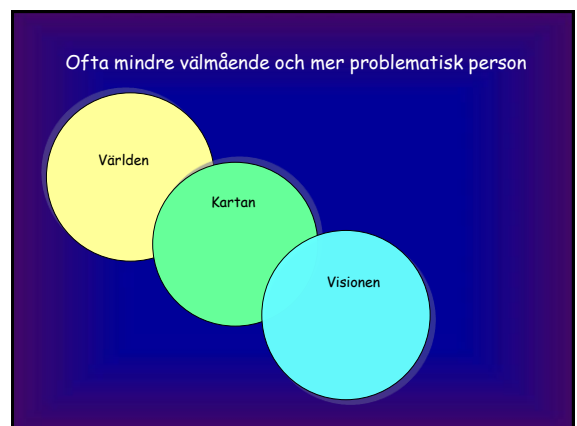 Ofta mindre välmående och mer problematisk person
Världen
Kartan
Visionen